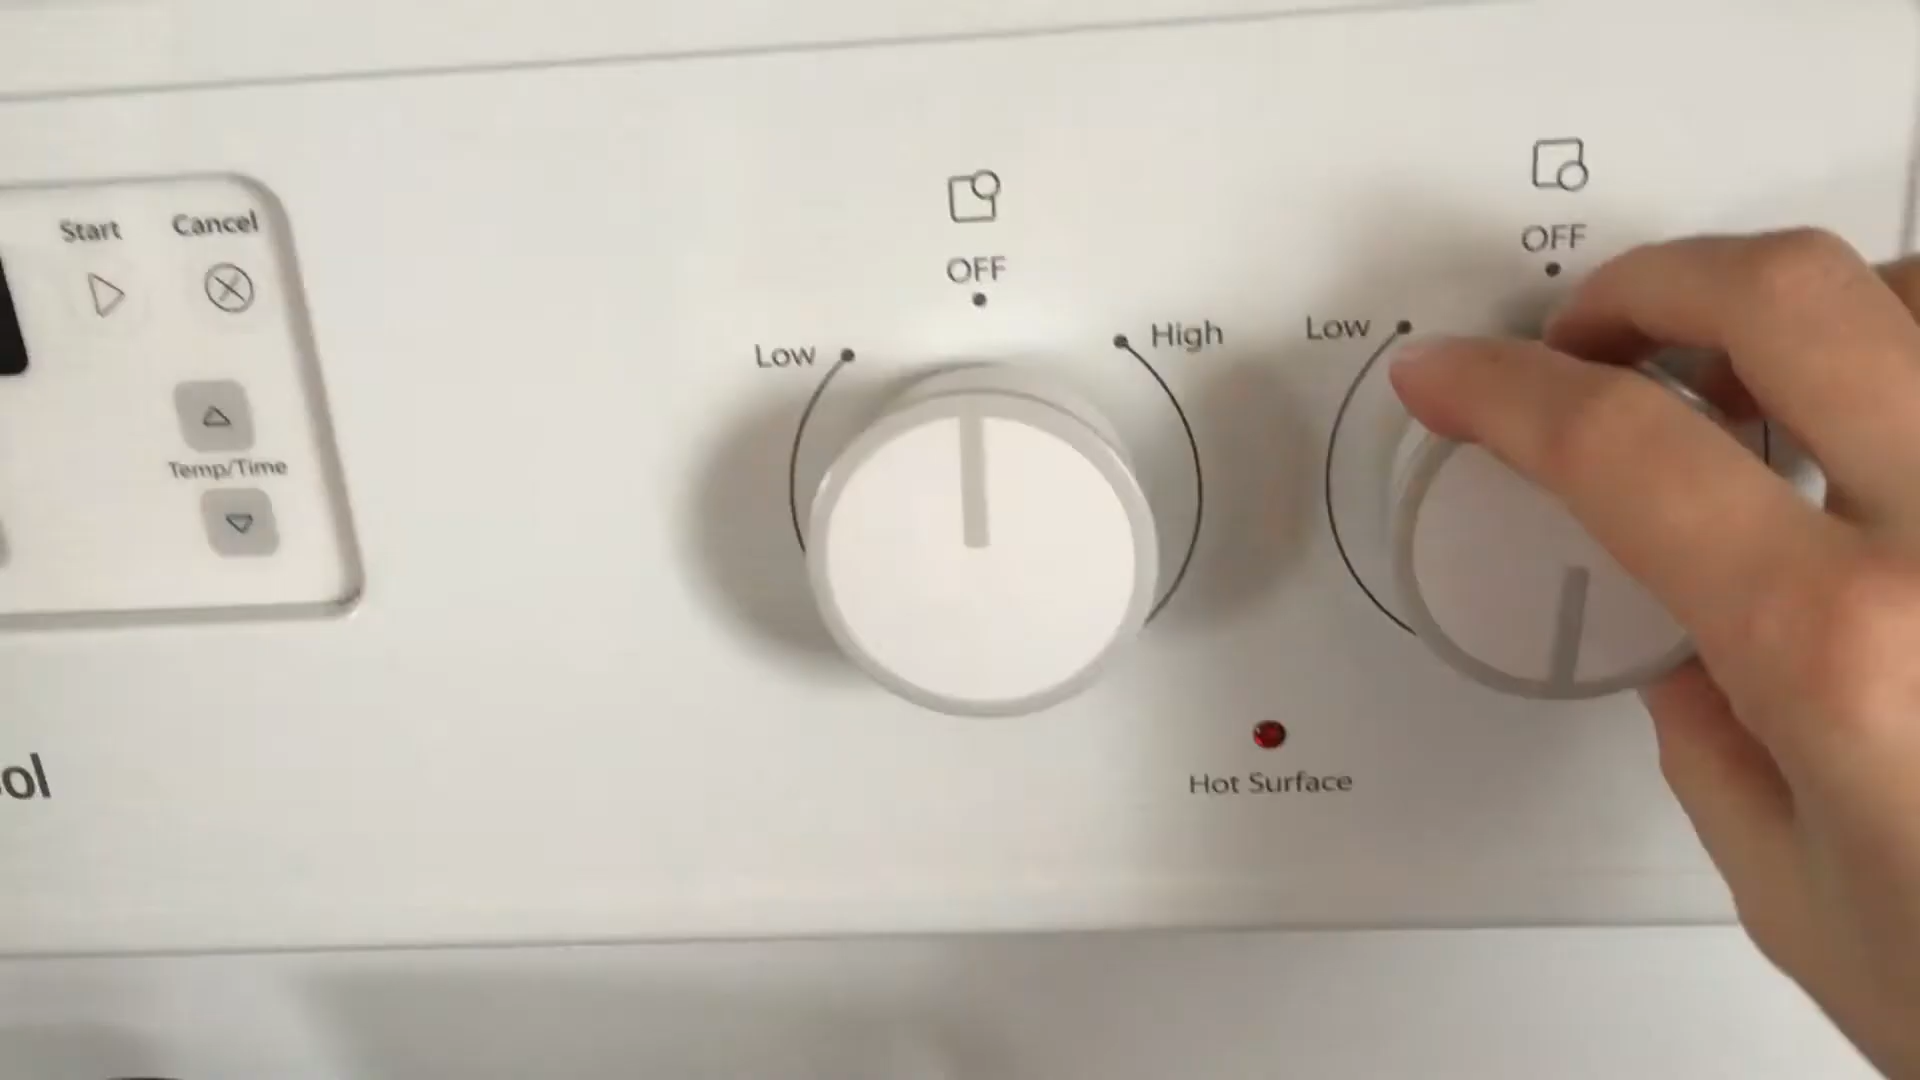 Start
Cancel
Temp/Time
OFF
Low
High
OFF
Low
Hot Surface
ol